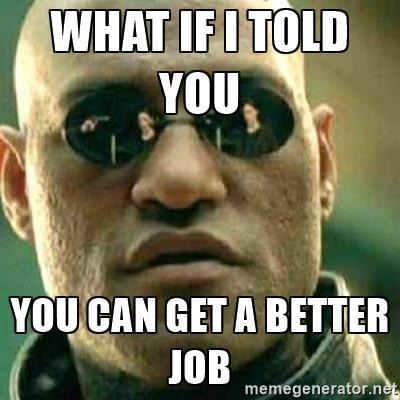 WHAT IF I TOLD
YOU
YOU CAN GET A BETTER
JOB
memegenerator.net